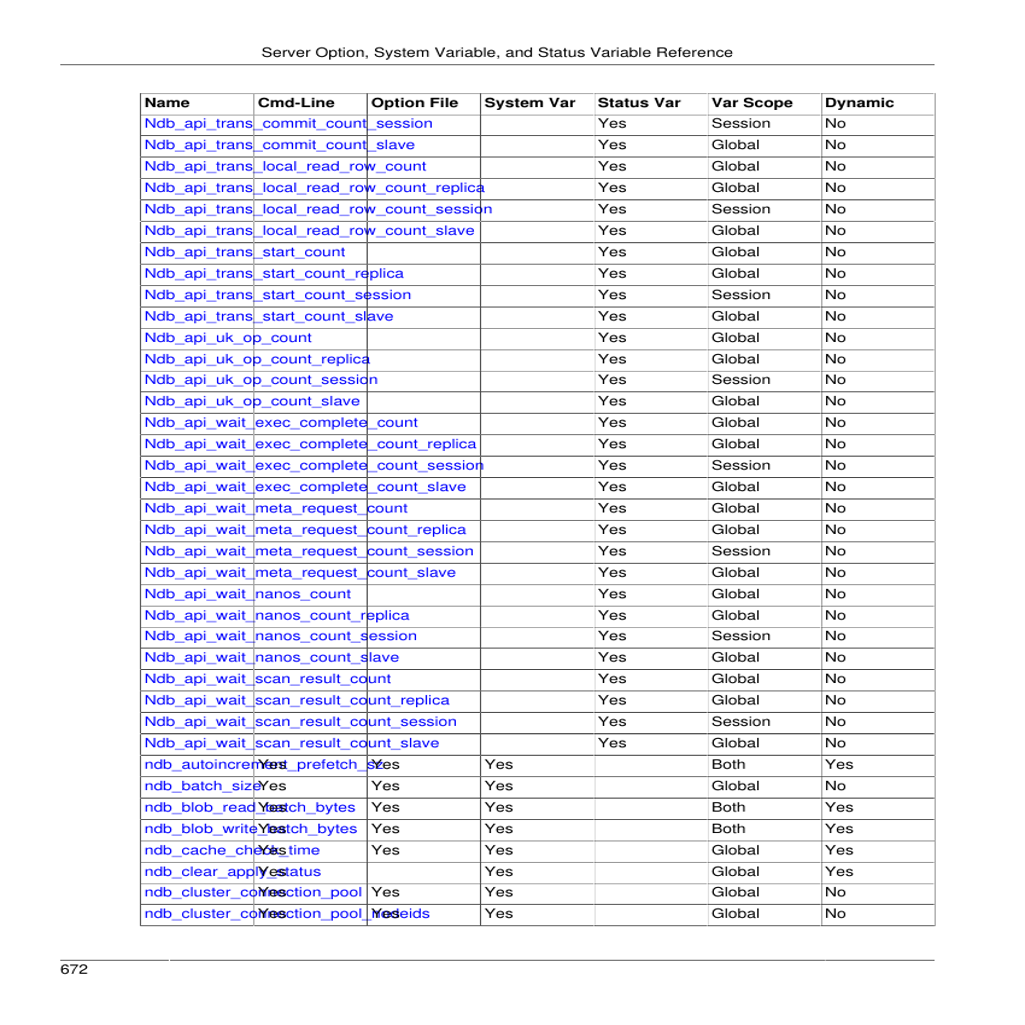 Server Option, System Variable, and Status Variable Reference
Name Cmd-Line Option File System Var Status Var Var Scope Dynamic
Ndb_api_trans_commit_count_session Yes Session No
Ndb_api_trans_commit_count_slave Yes Global No
Ndb_api_trans_local_read_row_count Yes Global No
Ndb_api_trans_local_read_row_count_replica Yes Global No
Ndb_api_trans_local_read_row_count_session Yes Session No
Ndb_api_trans_local_read_row_count_slave Yes Global No
Ndb_api_trans_start_count Yes Global No
Ndb_api_trans_start_count_replica Yes Global No
Ndb_api_trans_start_count_session Yes Session No
Ndb_api_trans_start_count_slave Yes Global No
Ndb_api_uk_op_count Yes Global No
Ndb_api_uk_op_count_replica Yes Global No
Ndb_api_uk_op_count_session Yes Session No
Ndb_api_uk_op_count_slave Yes Global No
Ndb_api_wait_exec_complete_count Yes Global No
Ndb_api_wait_exec_complete_count_replica Yes Global No
Ndb_api_wait_exec_complete_count_session Yes Session No
Ndb_api_wait_exec_complete_count_slave Yes Global No
Ndb_api_wait_meta_request_count Yes Global No
Ndb_api_wait_meta_request_count_replica Yes Global No
Ndb_api_wait_meta_request_count_session Yes Session No
Ndb_api_wait_meta_request_count_slave Yes Global No
Ndb_api_wait_nanos_count Yes Global No
Ndb_api_wait_nanos_count_replica Yes Global No
Ndb_api_wait_nanos_count_session Yes Session No
Ndb_api_wait_nanos_count_slave Yes Global No
Ndb_api_wait_scan_result_count Yes Global No
Ndb_api_wait_scan_result_count_replica Yes Global No
Ndb_api_wait_scan_result_count_session Yes Session No
Ndb_api_wait_scan_result_count_slave Yes Global No
ndb_autoincrement_prefetch_sz Yes Yes Yes Both Yes
ndb_batch_size Yes Yes Yes Global No
ndb_blob_read_batch_bytes Yes Yes Yes Both Yes
ndb_blob_write_batch_bytes Yes Yes Yes Both Yes
ndb_cache_check_time Yes Yes Yes Global Yes
ndb_clear_apply_status Yes Yes Global Yes
ndb_cluster_connection_pool Yes Yes Yes Global No
ndb_cluster_connection_pool_nodeids Yes Yes Yes Global No
672